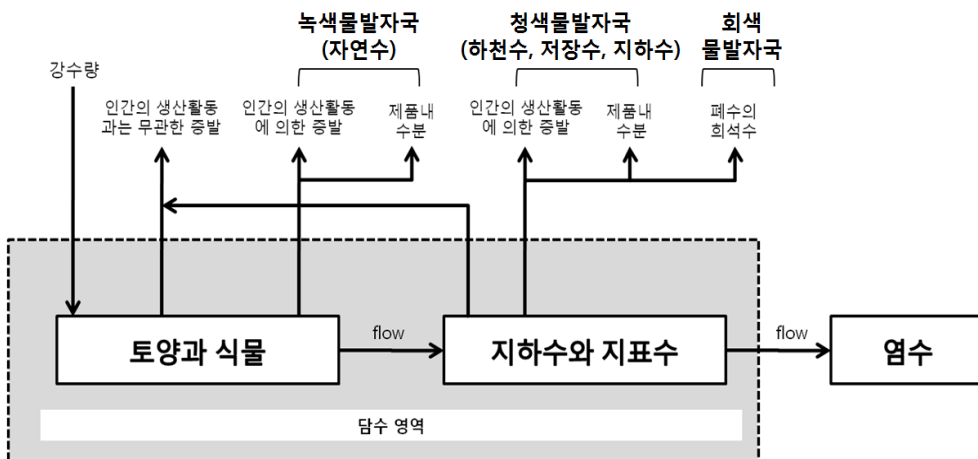 녹색물발자국
(자연수)
청색물발자국
(하천수, 저장수, 지하수)
회색
물발자국
강수량
인간의 생산활동
과는 무관한 증발
인간의 생산활동
에 의한 증발
제품내
수분
인간의 생산활동
에 의한 증발
제품내
수분
폐수의
희석수
토양과 식물
flow
지하수와 지표수
flow
염수
담수 영역